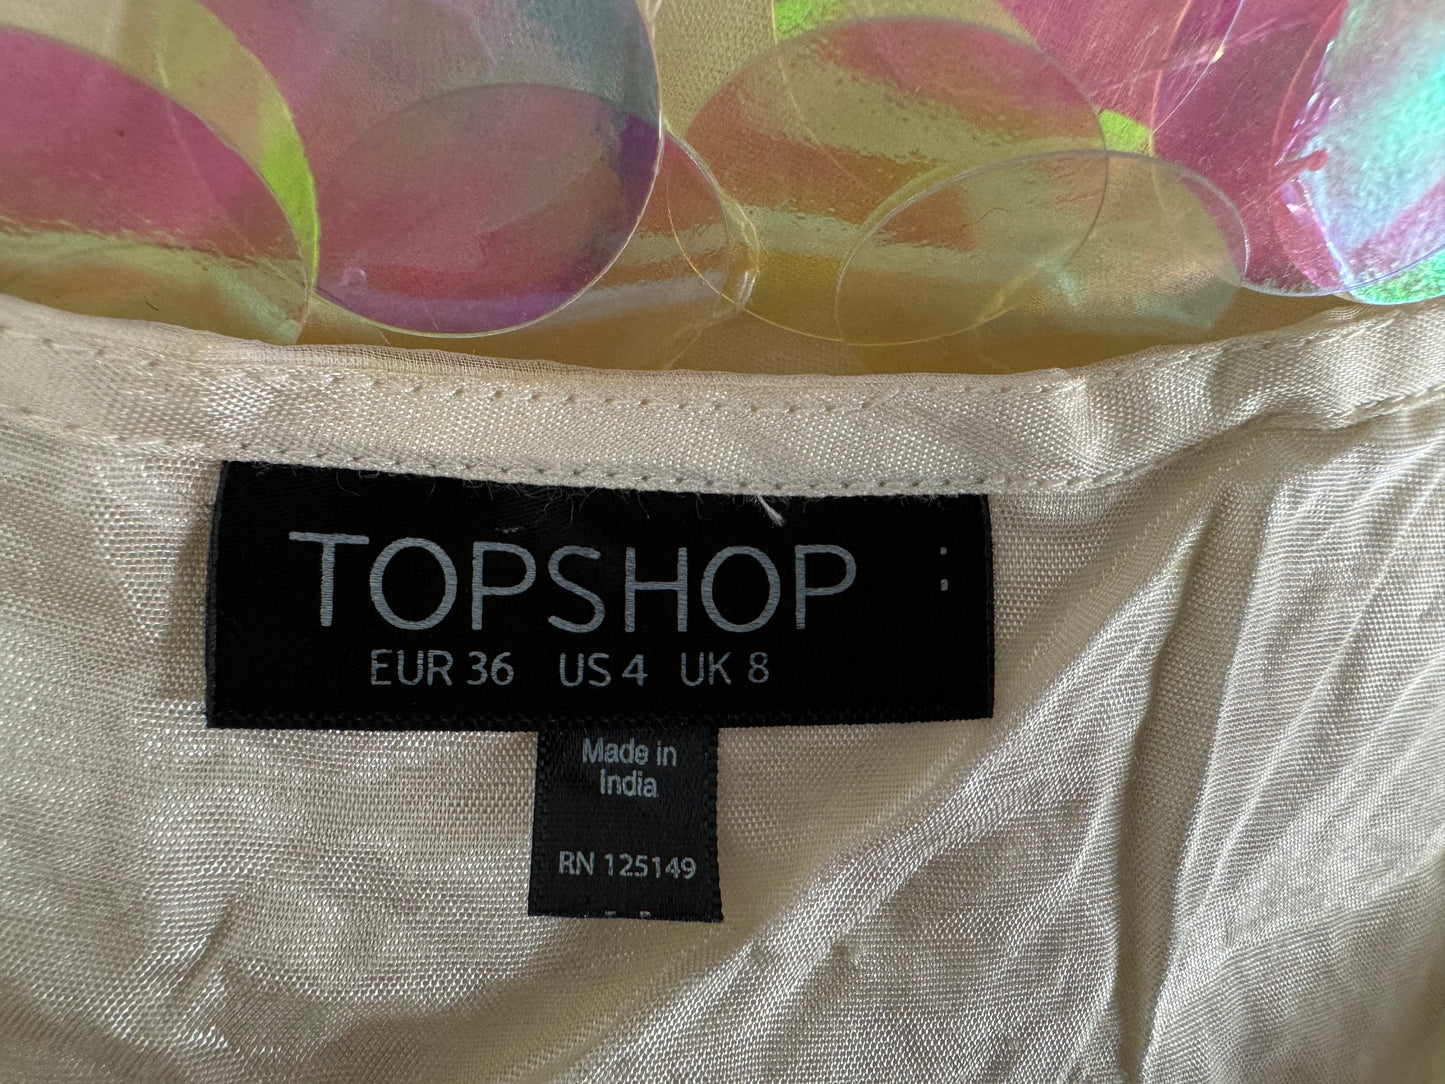 TOPSHOP
EUR 36 US 4 UK 8
Made in
India
RN 125149